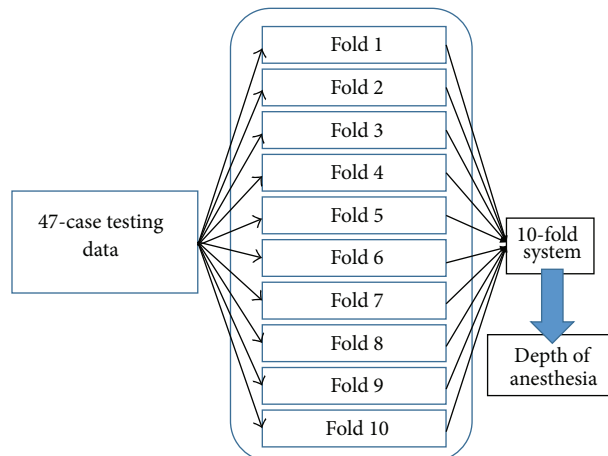 47-case testing
data
Fold 1
Fold 2
Fold 3
Fold 4
Fold 5
Fold 6
Fold 7
Fold 8
Fold 9
Fold 10
10-fold
system
Depth of
anesthesia